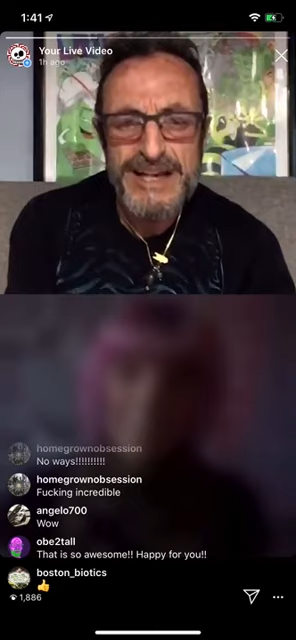 1:41
Your Live Video
1h ago
homegrownobsession
No ways!!!!!!!!!!
homegrownobsession
Fucking incredible
angelo700
Wow
obe2tall
That is so awesome!! Happy for you!!
boston_biotics
👍
1,886